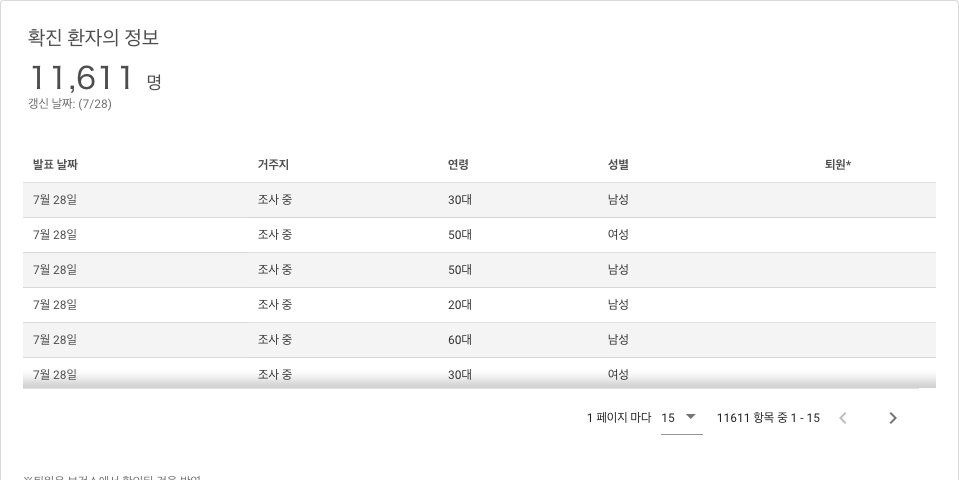 확진 환자의 정보
11,611 명
갱신 날짜: (7/28)
발표 날짜 거주지 연령 성별 퇴원*
7월 28일 조사 중 30대 남성
7월 28일 조사 중 50대 여성
7월 28일 조사 중 50대 남성
7월 28일 조사 중 20대 남성
7월 28일 조사 중 60대 남성
7월 28일 조사 중 30대 여성
1 페이지 마다 15 11611 항목 중 1 - 15